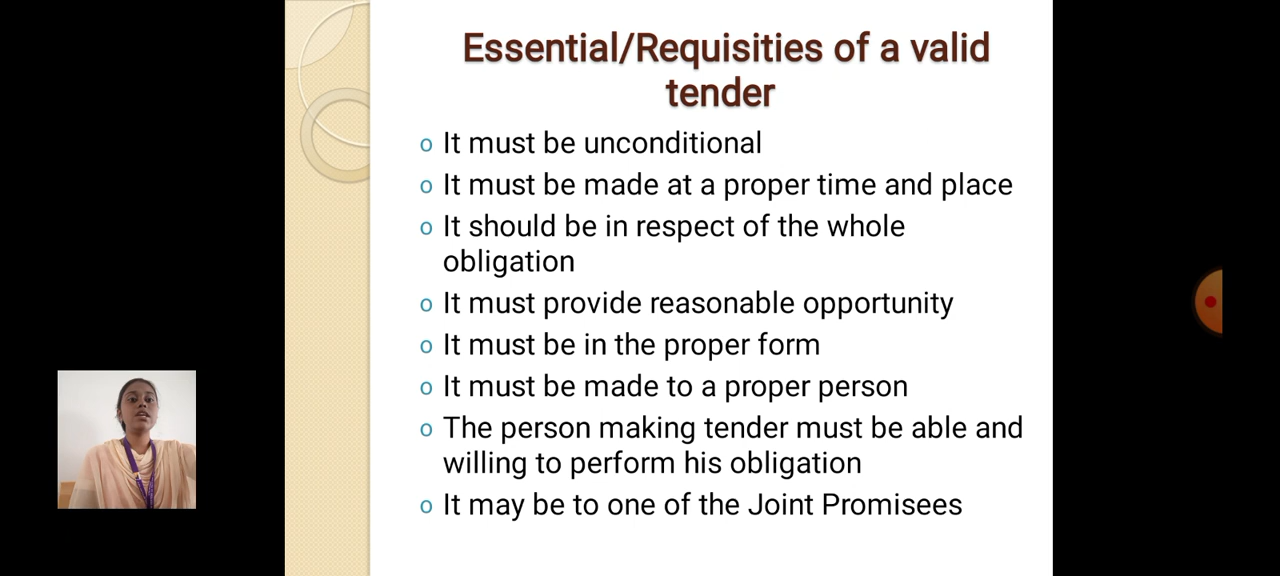 Essential/Requisities of a valid
tender
o It must be unconditional
o It must be made at a proper time and place
o It should be in respect of the whole
obligation
o It must provide reasonable opportunity
o It must be in the proper form
o It must be made to a proper person
o The person making tender must be able and
willing to perform his obligation
o It may be to one of the Joint Promisees